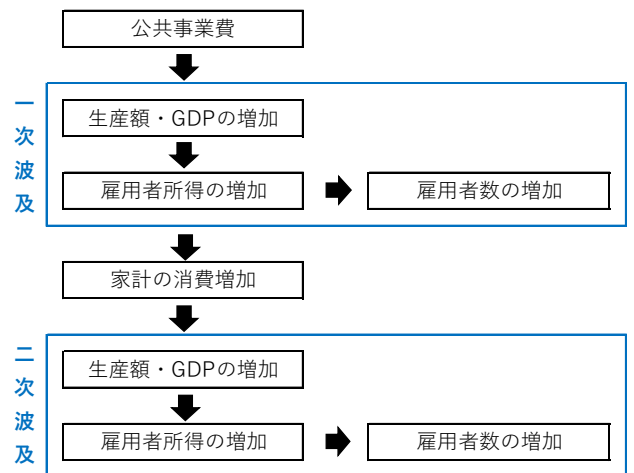 公共事業費
一次波及
生産額・GDPの増加
雇用者所得の増加
雇用者数の増加
家計の消費増加
二次波及
生産額・GDPの増加
雇用者所得の増加
雇用者数の増加